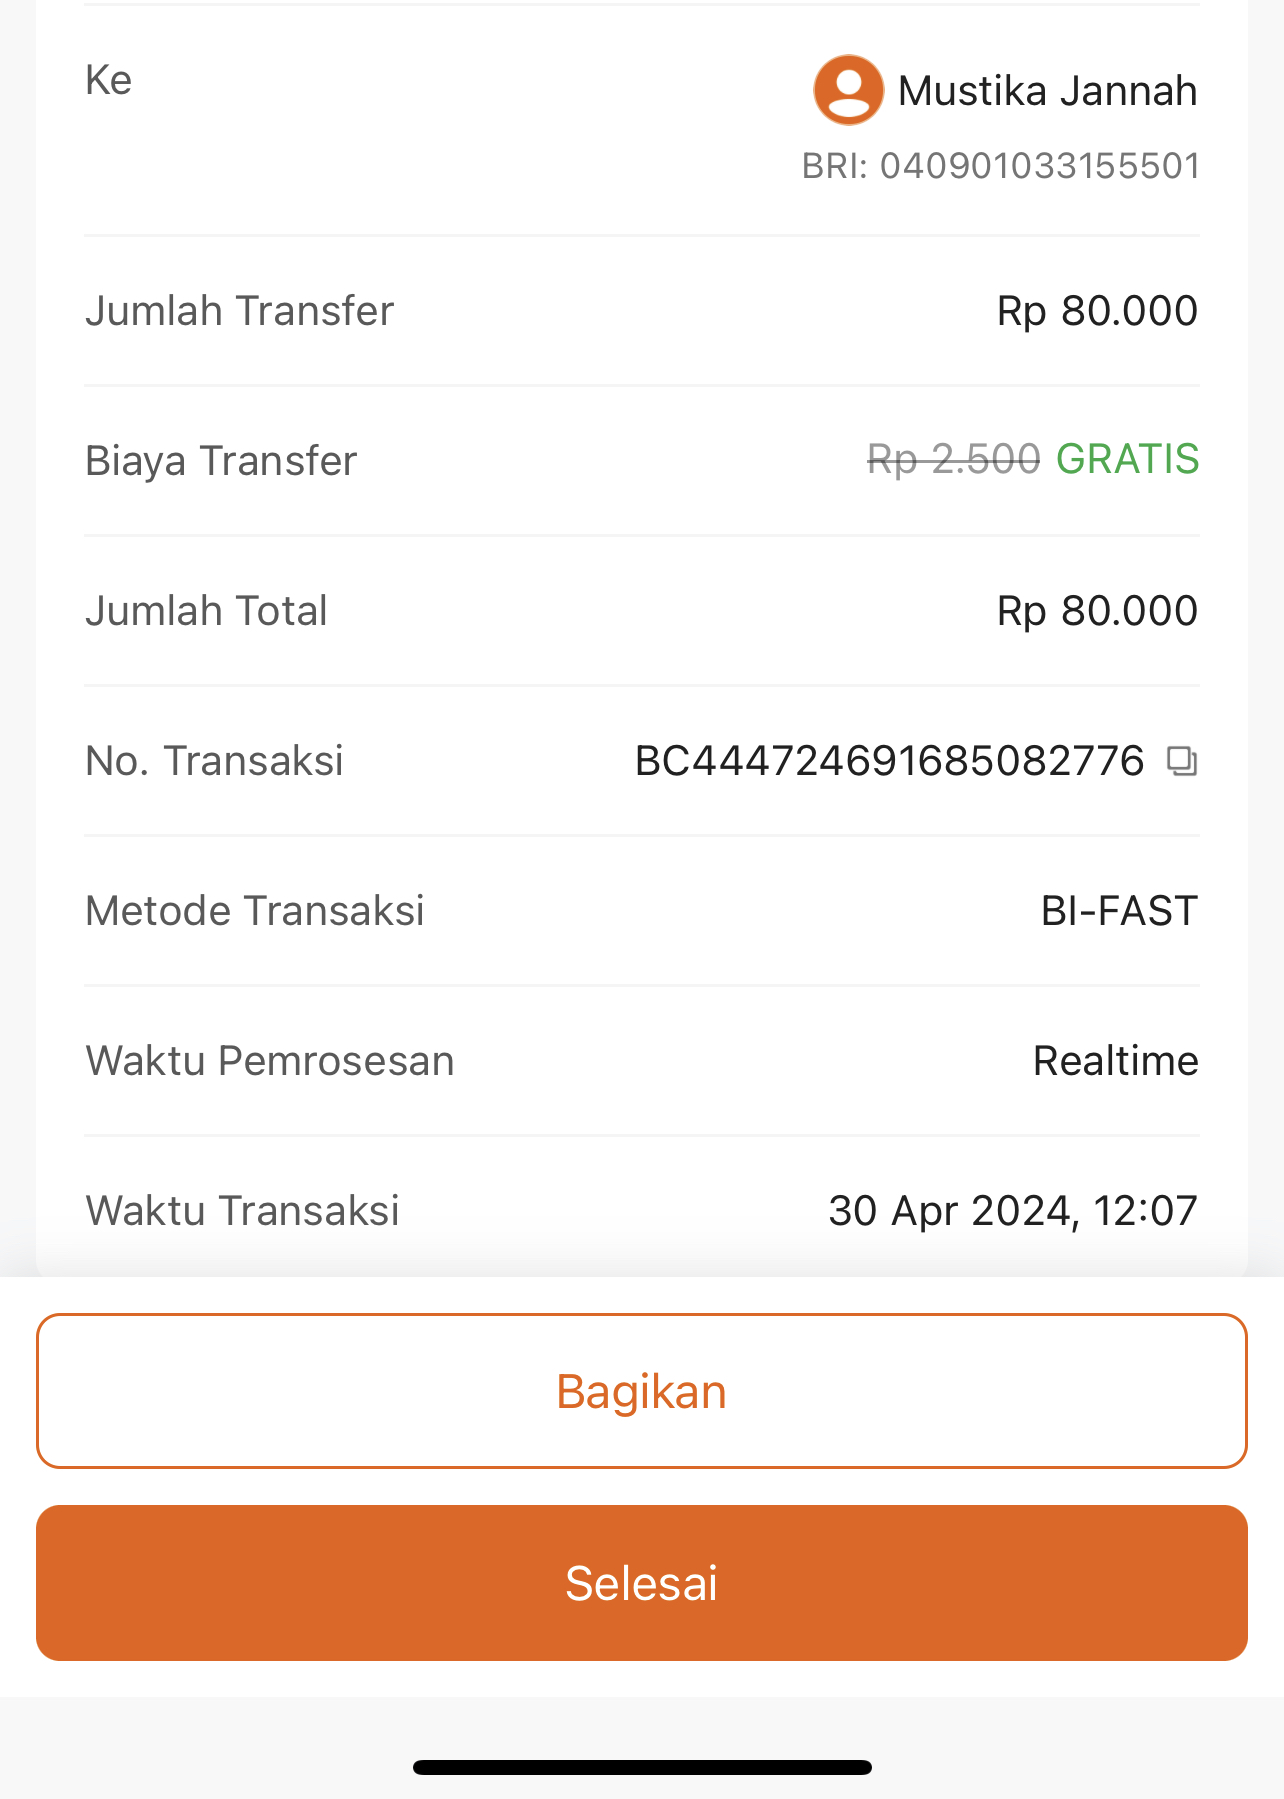 Ke
Mustika Jannah
BRI: 040901033155501
Jumlah Transfer Rp 80.000
Biaya Transfer Rp 2.500 GRATIS
Jumlah Total Rp 80.000
No. Transaksi BC444724691685082776
Metode Transaksi BI-FAST
Waktu Pemrosesan Realtime
Waktu Transaksi 30 Apr 2024, 12:07
Bagikan
Selesai